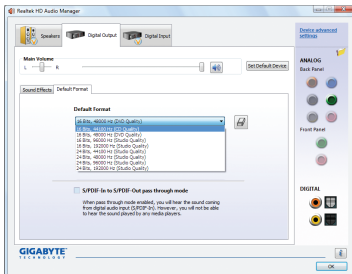 Realtek HD Audio Manager
Speakers
Digital Output
Digital Input
Device advanced
settings
Main Volume
L
R
Set Default Device
Sound Effects
Default Format
Default Format
16 Bits, 48000 Hz (DVD Quality)
16 Bits, 44100 Hz (CD Quality)
16 Bits, 48000 Hz (DVD Quality)
16 Bits, 96000 Hz (Studio Quality)
16 Bits, 192000 Hz (Studio Quality)
24 Bits, 44100 Hz (Studio Quality)
24 Bits, 48000 Hz (Studio Quality)
24 Bits, 96000 Hz (Studio Quality)
24 Bits, 192000 Hz (Studio Quality)
S/PDIF-In to S/PDIF-Out pass through mode
When pass through mode enabled, you will hear the sound coming
from digital audio input (S/PDIF-In). However, you will not be able
to hear the sound played by any media players.
ANALOG
Back Panel
Front Panel
DIGITAL
GIGABYTE™
TECHNOLOGY
OK